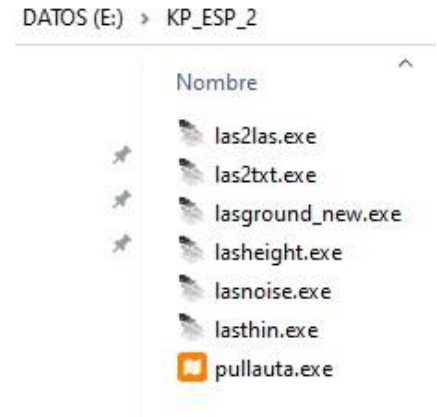 DATOS (E:) > KP_ESP_2
Nombre
las2las.exe
las2txt.exe
lasground_new.exe
lasheight.exe
lasnoise.exe
lasthin.exe
pullauta.exe